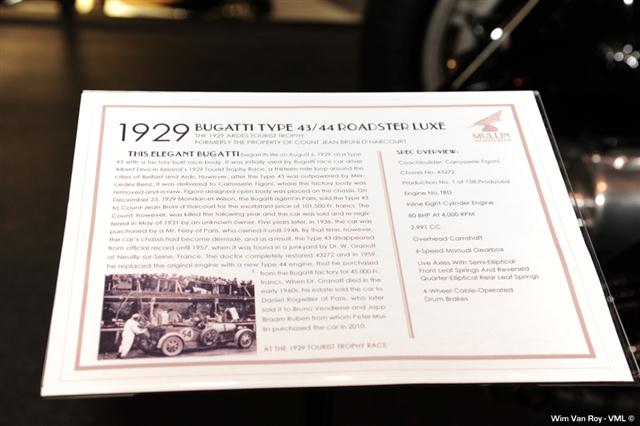 1929 BUGATTI TYPE 43/44 ROADSTER LUXE
THE 1929 ARDES TOURIST TROPHY
FORMERLY THE PROPERTY OF COUNT JEAN BRUNI D'HARCOURT
MULLIN
THIS ELEGANT BUGATTI began its life on August 6, 1929, as a Type
43 with a factory-built race body. It was initially used by Bugatti race car driver
Albert Divo in Ireland's 1929 Tourist Trophy Race, a thirteen-mile loop around the
cities of Belfast and Ards. However, after the Type 43 was outpowered by Mer-
cedes-Benz, it was delivered to Carrosserie Figoni, where the factory body was
removed and a new, Figoni-designed open body was placed on the chassis. On
December 23, 1929 Mondan et Wilson, the Bugatti agent in Paris, sold the Type 43
to Count Jean Bruni d'Harcourt for the exorbitant price of 101,500 Fr. francs. The
Count, however, was killed the following year and the car was sold and re-regis-
tered in May of 1931 by an unknown owner. Five years later, in 1936, the car was
purchased by a Mr. Ferry of Paris, who owned it until 1948. By that time, however,
the car's chassis had become démodé, and as a result, the Type 43 disappeared
from official record until 1957, when it was found in a junkyard by Dr. W. Granoff
of Neuilly-sur-Seine, France. The doctor completely restored 43272 and in 1959,
he replaced the original engine with a new Type 44 engine, that he purchased
from the Bugatti factory for 45,000
francs. When Dr. Granoff died in the
early 1960s, his estate sold the car to
Daniel Rogwiller of Paris, who later
sold it to Bruno Vendiesse and Japp
Braam Ruben from whom Peter Mul-
lin purchased the car in 2010.
54
AT THE 1929 TOURIST TROPHY RACE
SPEC OVERVIEW:
Coachbuilder: Carrosserie Figoni
Chassis No. 43272
Production No. 1 of 158 Produced
Engine No. TBD
Inline Eight-Cylinder Engine
80 BHP AT 4,000 RPM
2,991 CC
Overhead Camshaft
4-Speed Manual Gearbox
Live Axles With Semi-Elliptical
Front Leaf Springs And Reversed
Quarter-Elliptical Rear Leaf Springs
4-Wheel Cable-Operated
Drum Brakes
Wim Van Roy - VML ©